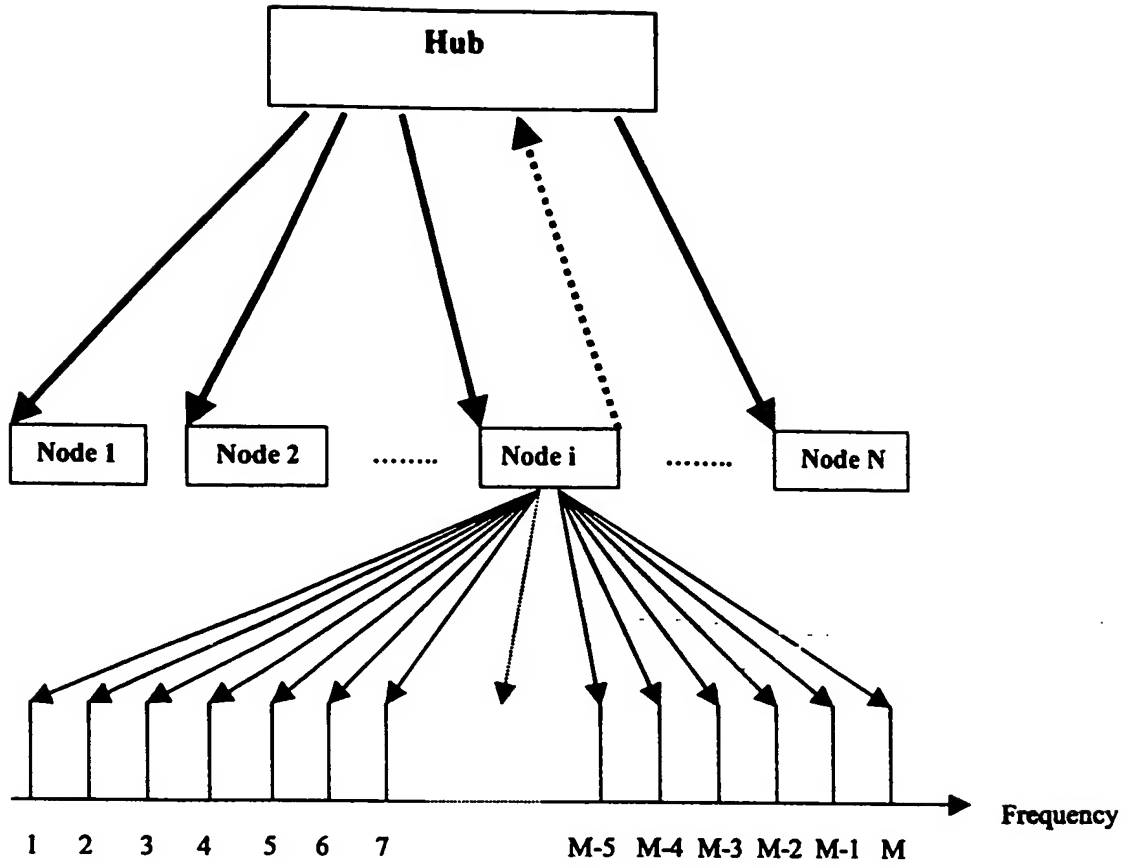 Hub
Node 1 Node 2 ........ Node i ........ Node N
Frequency
1 2 3 4 5 6 7 M-5 M-4 M-3 M-2 M-1 M